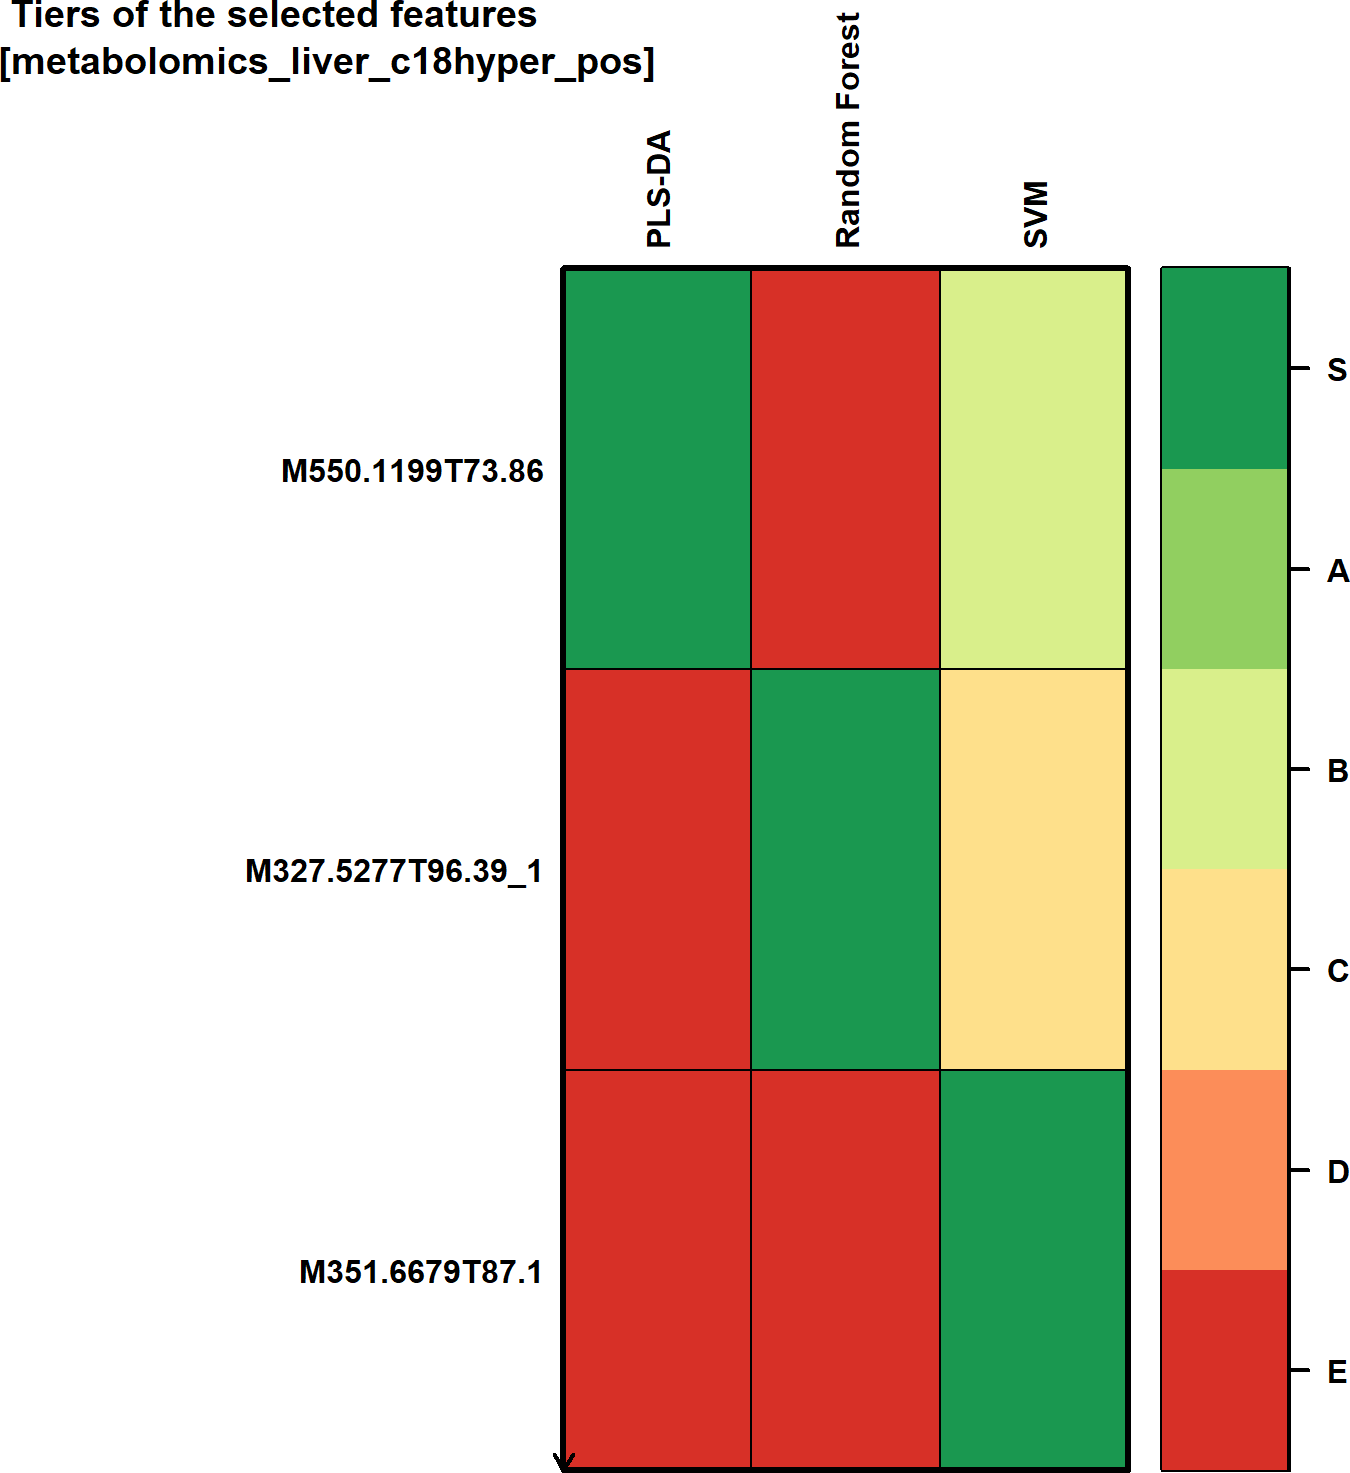 Tiers of the selected features
[metabolomics_liver_c18hyper_pos]
PLS-DA
Random Forest
SVM
M550.1199T73.86
M327.5277T96.39_1
M351.6679T87.1
S
A
B
C
D
E